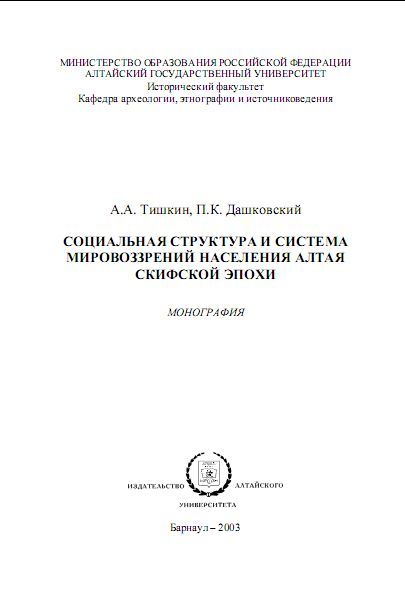 МИНИСТЕРСТВО ОБРАЗОВАНИЯ РОССИЙСКОЙ ФЕДЕРАЦИИ
АЛТАЙСКИЙ ГОСУДАРСТВЕННЫЙ УНИВЕРСИТЕТ
Исторический факультет
Кафедра археологии, этнографии и источниковедения
А.А. Тишкин, П.К. Дашковский
СОЦИАЛЬНАЯ СТРУКТУРА И СИСТЕМА
МИРОВОЗЗРЕНИЙ НАСЕЛЕНИЯ АЛТАЯ
СКИФСКОЙ ЭПОХИ
МОНОГРАФИЯ
ИЗДАТЕЛЬСТВО АЛТАЙСКОГО
УНИВЕРСИТЕТА
Барнаул – 2003